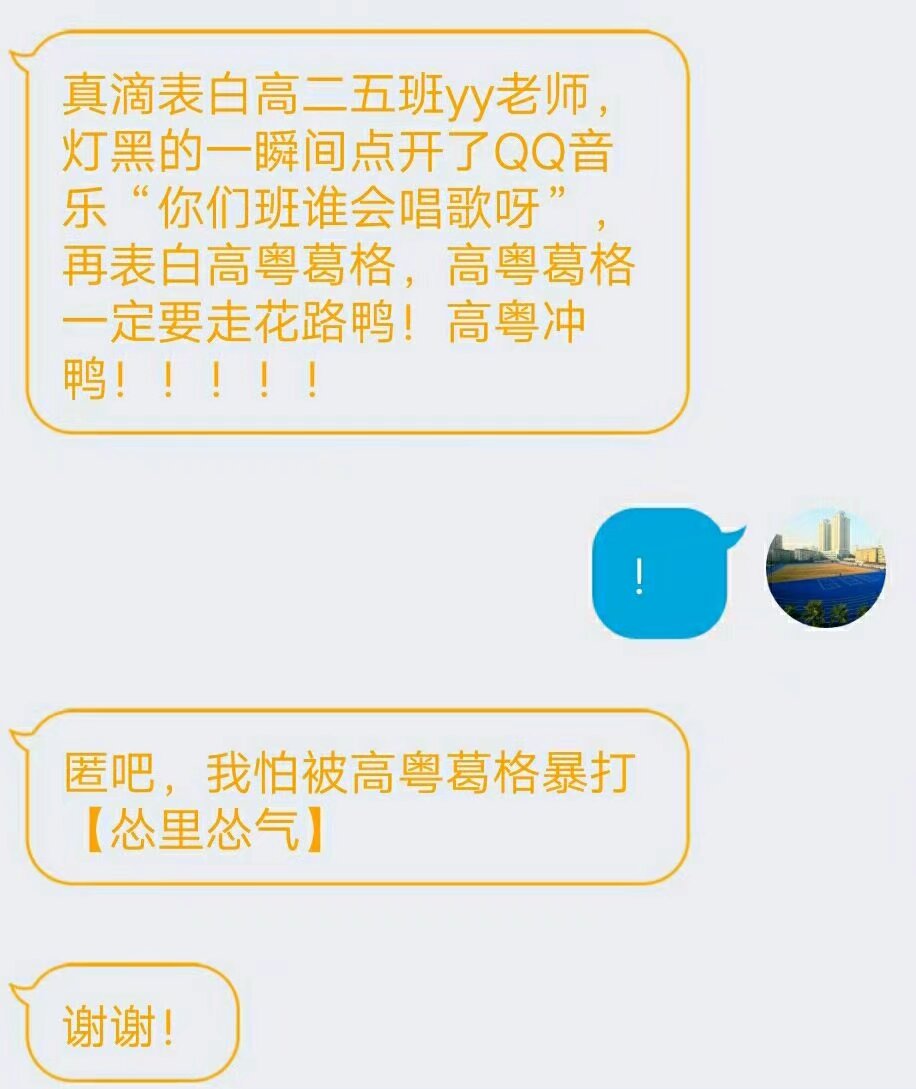 真滴表白高二五班yy老师，
灯黑的一瞬间点开了QQ音
乐“你们班谁会唱歌呀”，
再表白高粤葛格，高粤葛格
一定要走花路鸭！高粤冲
鸭！！！！！
！
匿吧，我怕被高粤葛格暴打
【怂里怂气】
谢谢！